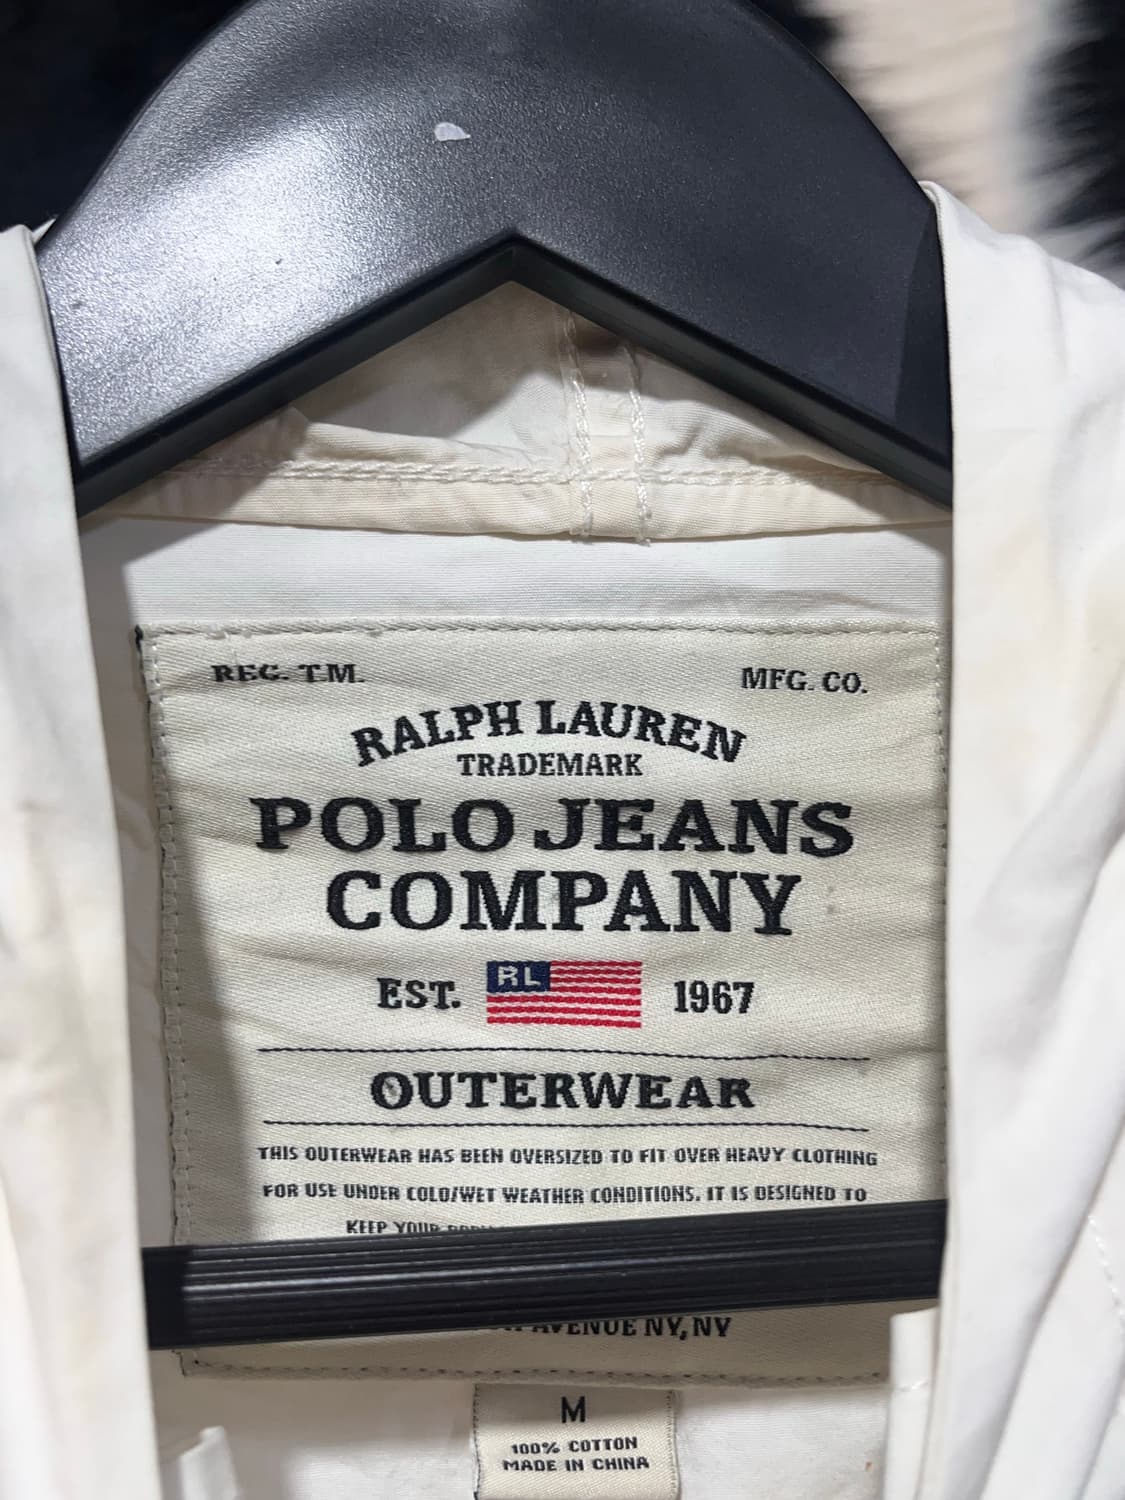 REG. T.M.
MFG. CO.
RALPH LAUREN
TRADEMARK
POLO JEANS
COMPANY
EST. RL 1967
OUTERWEAR
THIS OUTERWEAR HAS BEEN OVERSIZED TO FIT OVER HEAVY CLOTHING
FOR USE UNDER COLD/WET WEATHER CONDITIONS. IT IS DESIGNED TO
KEEP YOUR
AVENUE NY, NY
M
100% COTTON
MADE IN CHINA